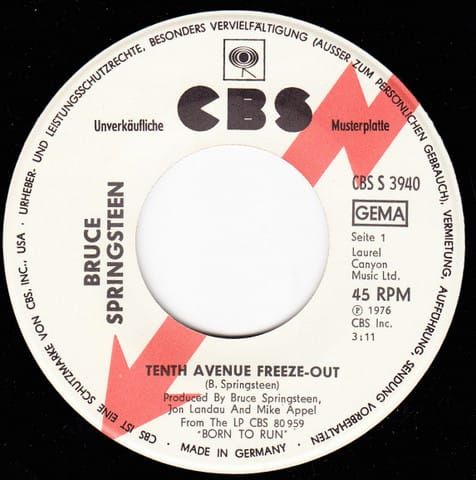 CBS IST EINE SCHUTZMARKE VON CBS, INC., USA · URHEBER- UND LEISTUNGSSCHUTZRECHTE, BESONDERS VERVIELFÄLTIGUNG (AUSSER ZUM PERSÖNLICHEN GEBRAUCH), VERMIETUNG, AUFFÜHRUNG, SENDUNG VORBEHALTEN
CBS
Unverkäufliche
Musterplatte
CBS S 3940
GEMA
Seite 1
Laurel
Canyon
Music Ltd.
45 RPM
℗ 1976
CBS Inc.
3:11
BRUCE
SPRINGSTEEN
TENTH AVENUE FREEZE-OUT
(B. Springsteen)
Produced By Bruce Springsteen,
Jon Landau And Mike Appel
From The LP CBS 80 959
"BORN TO RUN"
MADE IN GERMANY